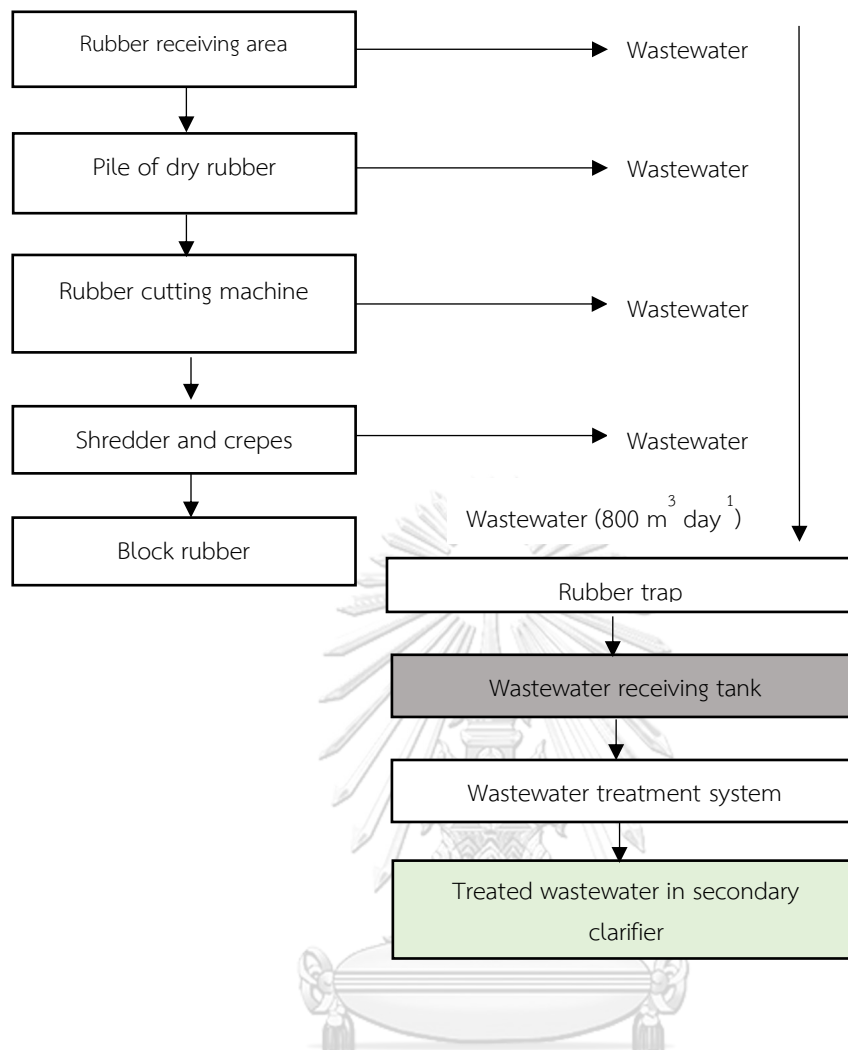 Rubber receiving area
Wastewater
Pile of dry rubber
Wastewater
Rubber cutting machine
Wastewater
Shredder and crepes
Wastewater
Block rubber
Wastewater (800 m³ day ¹)
Rubber trap
Wastewater receiving tank
Wastewater treatment system
Treated wastewater in secondary
clarifier